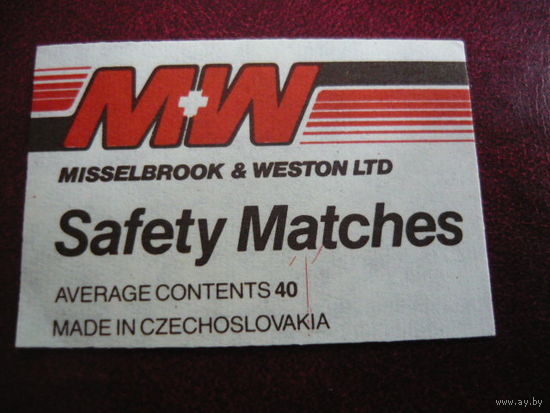 M+W
MISSELBROOK & WESTON LTD
Safety Matches
AVERAGE CONTENTS 40
MADE IN CZECHOSLOVAKIA
www.ay.by